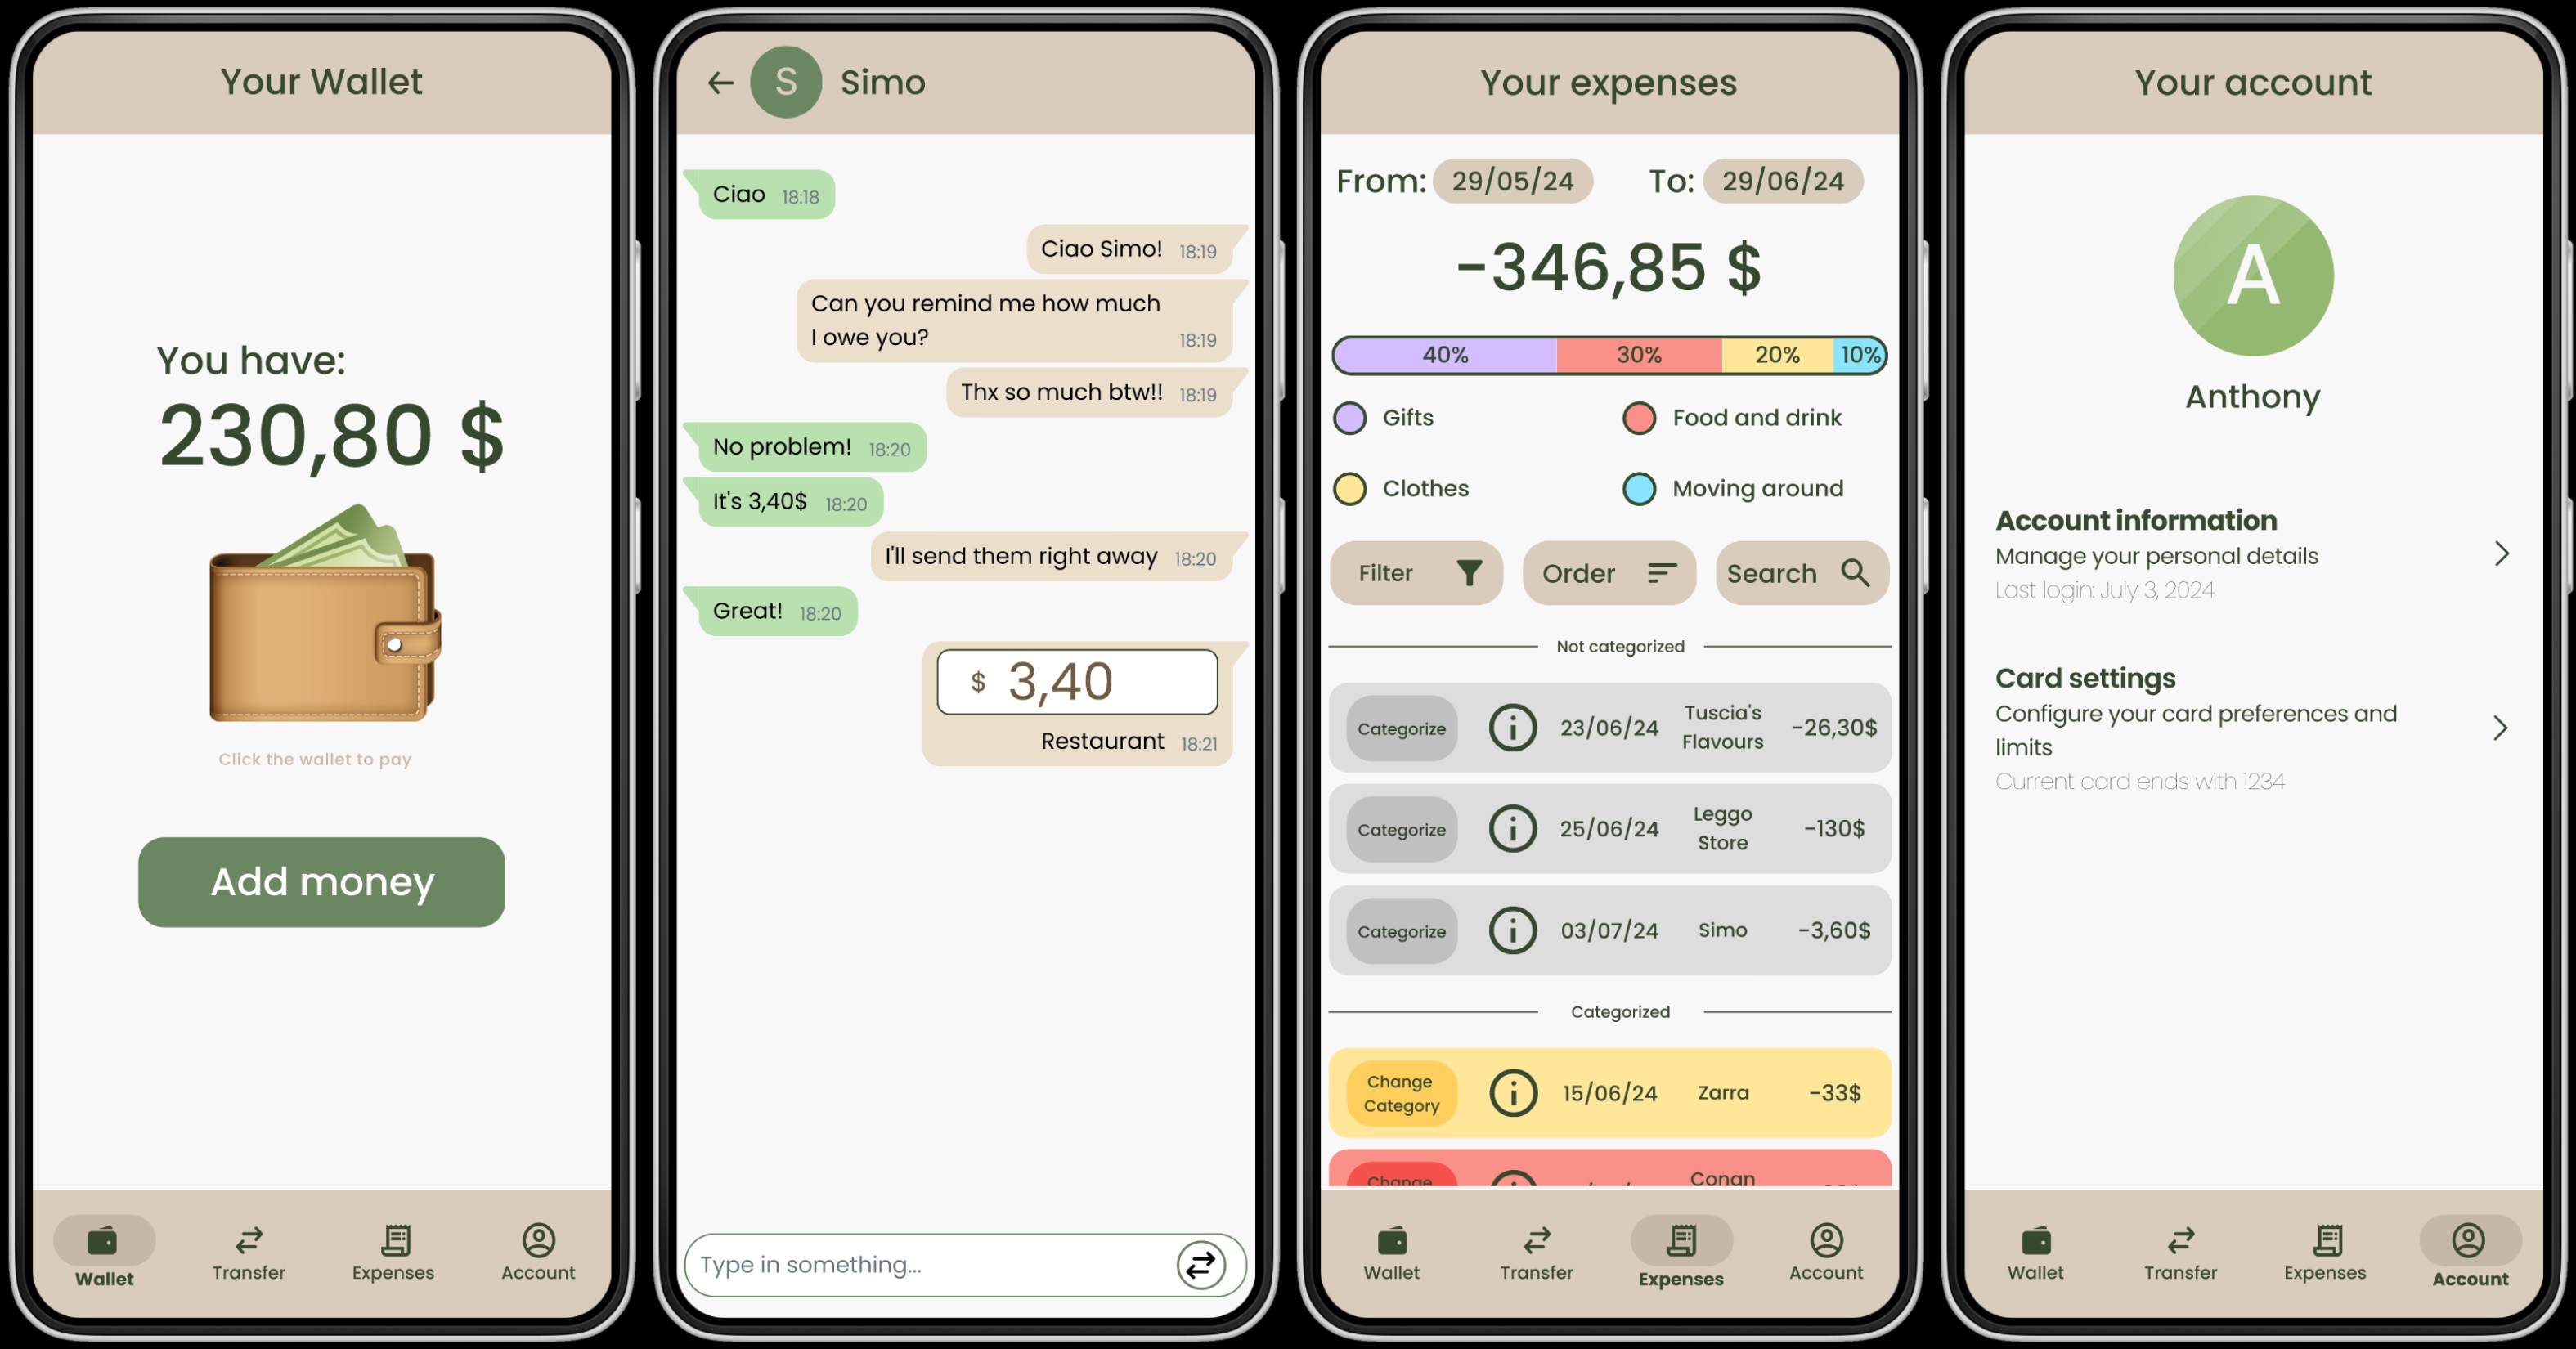 Your Wallet
You have:
230,80 $
Click the wallet to pay
Add money
Wallet
Transfer
Expenses
Account
S
Simo
Ciao 18:18
Ciao Simo! 18:19
Can you remind me how much
I owe you? 18:19
Thx so much btw!! 18:19
No problem! 18:20
It's 3,40$ 18:20
I'll send them right away 18:20
Great! 18:20
$ 3,40
Restaurant 18:21
Type in something...
Your expenses
From: 29/05/24 To: 29/06/24
-346,85 $
40% 30% 20% 10%
Gifts Food and drink
Clothes Moving around
Filter Order Search
Not categorized
Categorize 23/06/24 Tuscia's
Flavours -26,30$
Categorize 25/06/24 Leggo
Store -130$
Categorize 03/07/24 Simo -3,60$
Categorized
Change
Category 15/06/24 Zarra -33$
Change Conan
Wallet
Transfer
Expenses
Account
Your account
A
Anthony
Account information
Manage your personal details
Last login: July 3, 2024
Card settings
Configure your card preferences and
limits
Current card ends with 1234
Wallet
Transfer
Expenses
Account